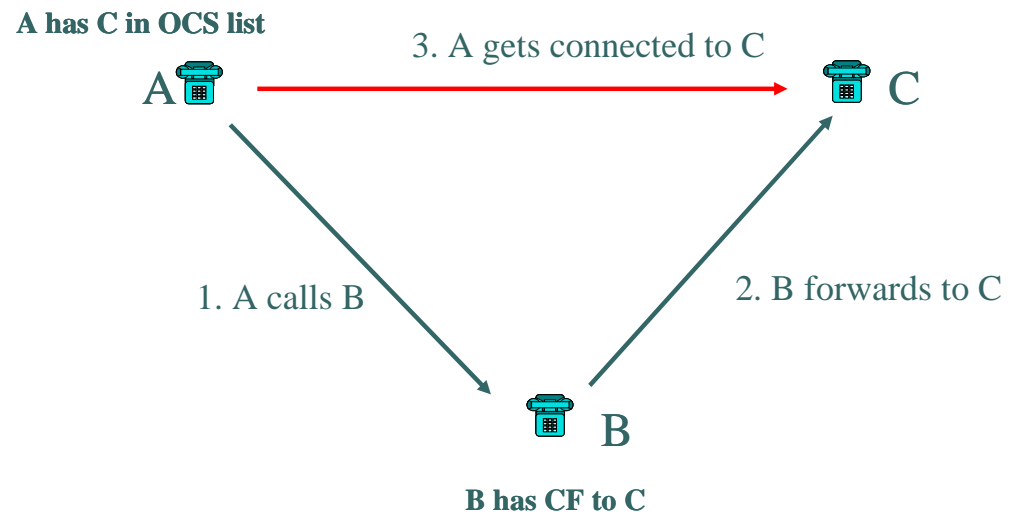 A has C in OCS list
3. A gets connected to C
A
C
1. A calls B
2. B forwards to C
B
B has CF to C